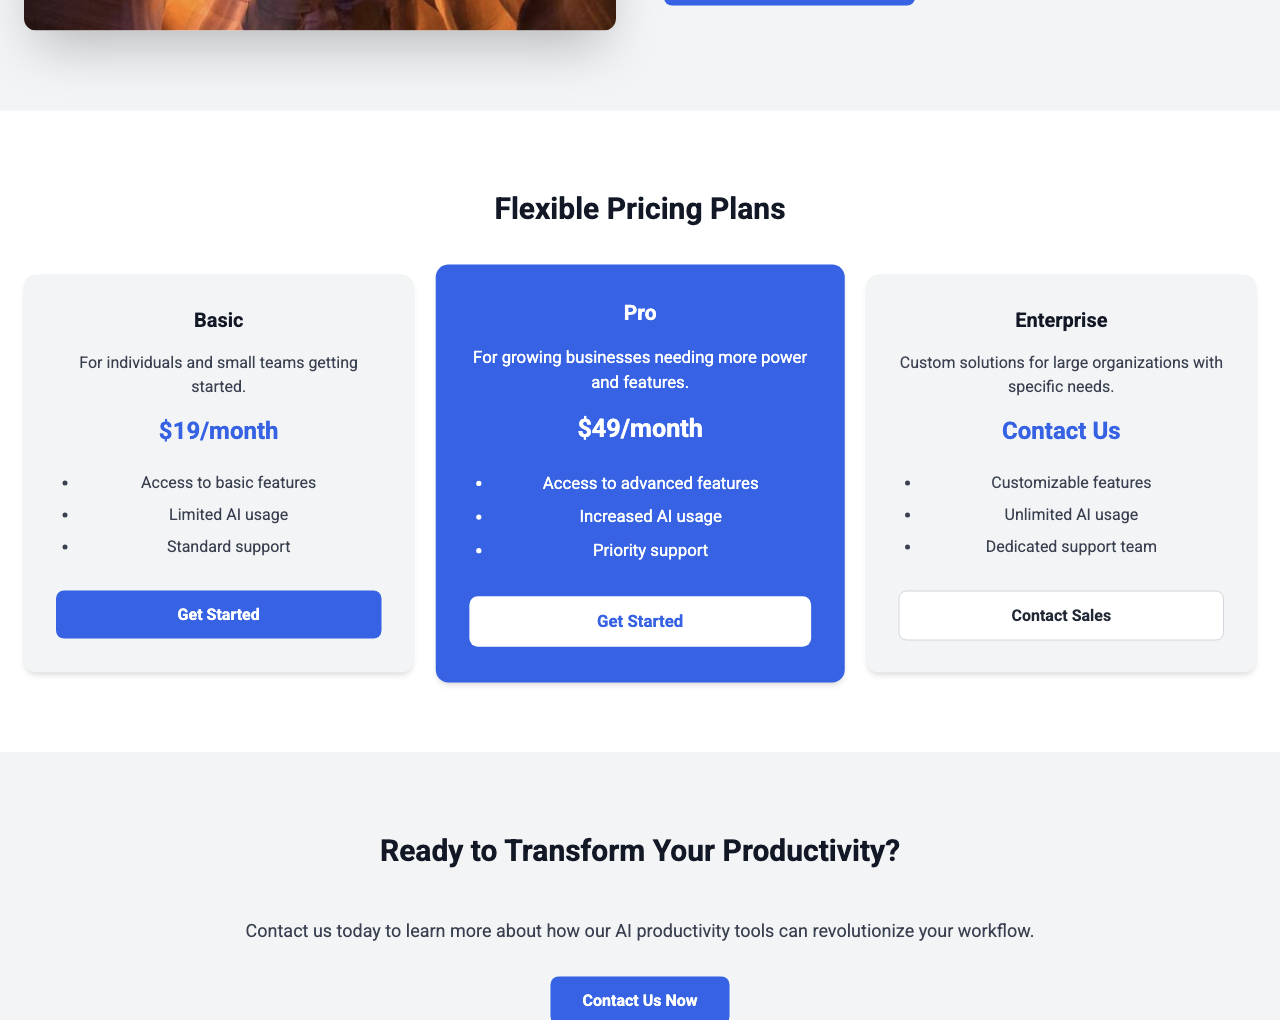 Flexible Pricing Plans
Basic
For individuals and small teams getting
started.
$19/month
• Access to basic features
• Limited AI usage
• Standard support
Get Started
Pro
For growing businesses needing more power
and features.
$49/month
• Access to advanced features
• Increased AI usage
• Priority support
Get Started
Enterprise
Custom solutions for large organizations with
specific needs.
Contact Us
• Customizable features
• Unlimited AI usage
• Dedicated support team
Contact Sales
Ready to Transform Your Productivity?
Contact us today to learn more about how our AI productivity tools can revolutionize your workflow.
Contact Us Now